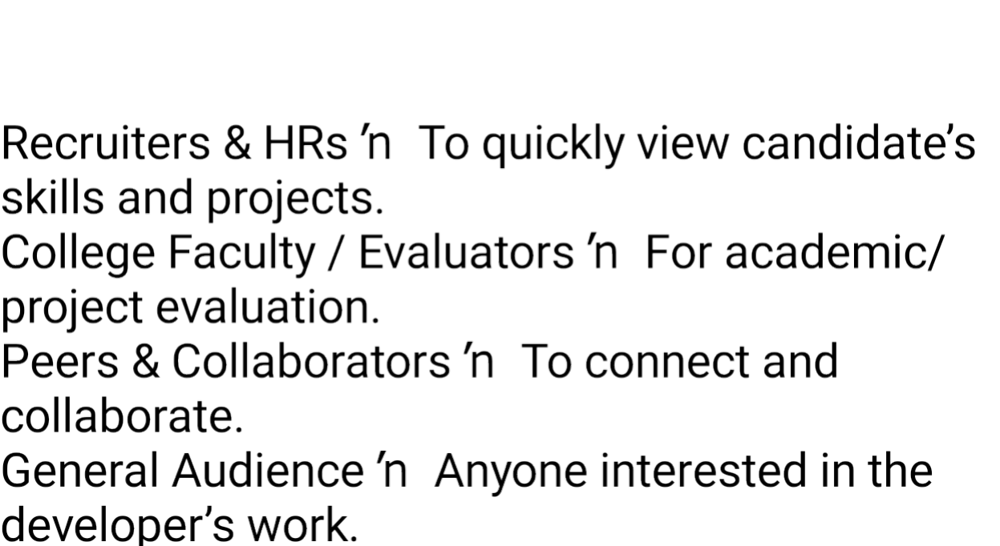 Recruiters & HRs ’n  To quickly view candidate’s
skills and projects.
College Faculty / Evaluators ’n  For academic/
project evaluation.
Peers & Collaborators ’n  To connect and
collaborate.
General Audience ’n  Anyone interested in the
developer’s work.